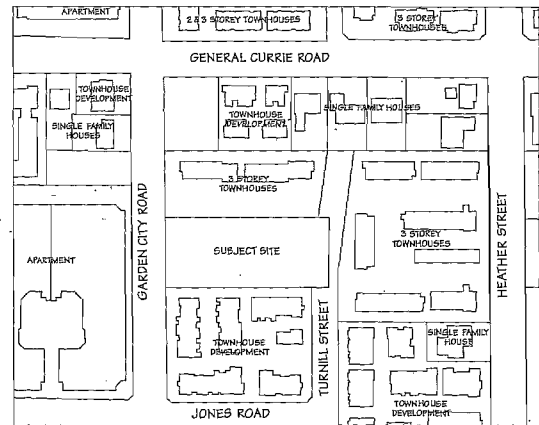 APARTMENT
2 & 3 STOREY TOWNHOUSES
3 STOREY
TOWNHOUSES
GENERAL CURRIE ROAD
TOWNHOUSE
DEVELOPMENT
SINGLE FAMILY
HOUSES
TOWNHOUSE
DEVELOPMENT
SINGLE FAMILY HOUSES
3 STOREY
TOWNHOUSES
GARDEN CITY ROAD
SUBJECT SITE
3 STOREY
TOWNHOUSES
HEATHER STREET
APARTMENT
TURNILL STREET
TOWNHOUSE
DEVELOPMENT
SINGLE FAMILY
HOUSE
TOWNHOUSE
DEVELOPMENT
JONES ROAD